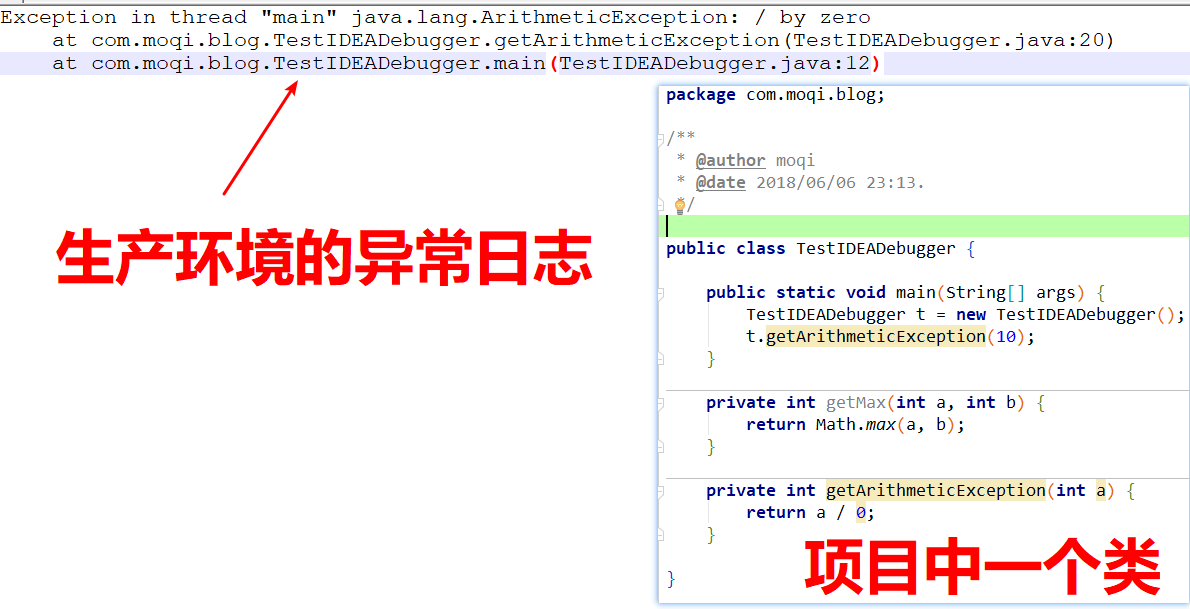 Exception in thread "main" java.lang.ArithmeticException: / by zero
at com.moqi.blog.TestIDEADebugger.getArithmeticException(TestIDEADebugger.java:20)
at com.moqi.blog.TestIDEADebugger.main(TestIDEADebugger.java:12)
生产环境的异常日志
package com.moqi.blog;
/**
* @author moqi
* @date 2018/06/06 23:13.
*/
public class TestIDEADebugger {
public static void main(String[] args) {
TestIDEADebugger t = new TestIDEADebugger();
t.getArithmeticException(10);
}
private int getMax(int a, int b) {
return Math.max(a, b);
}
private int getArithmeticException(int a) {
return a / 0;
}
}
项目中一个类